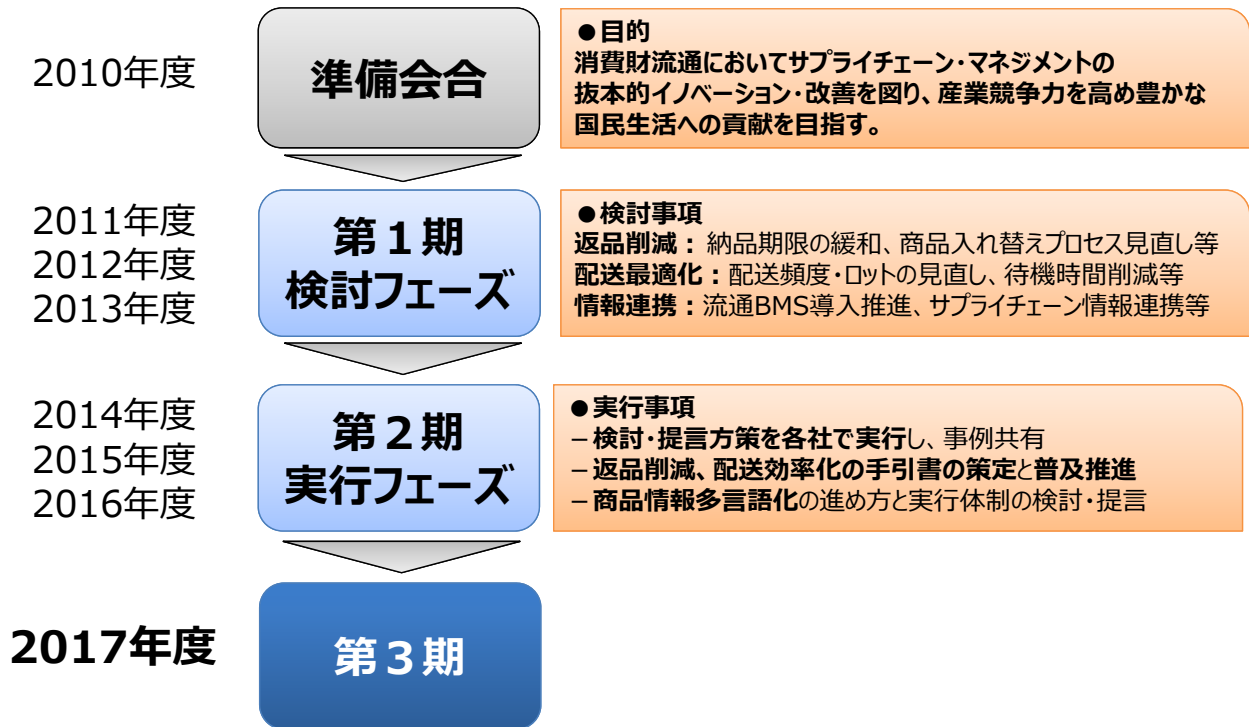 2010年度
準備会合
●目的
消費財流通においてサプライチェーン・マネジメントの
抜本的イノベーション・改善を図り、産業競争力を高め豊かな
国民生活への貢献を目指す。
2011年度
2012年度
2013年度
第１期
検討フェーズ
●検討事項
返品削減： 納品期限の緩和、商品入れ替えプロセス見直し等
配送最適化：配送頻度・ロットの見直し、待機時間削減等
情報連携：流通BMS導入推進、サプライチェーン情報連携等
2014年度
2015年度
2016年度
第２期
実行フェーズ
●実行事項
－検討・提言方策を各社で実行し、事例共有
－返品削減、配送効率化の手引書の策定と普及推進
－商品情報多言語化の進め方と実行体制の検討・提言
2017年度
第３期